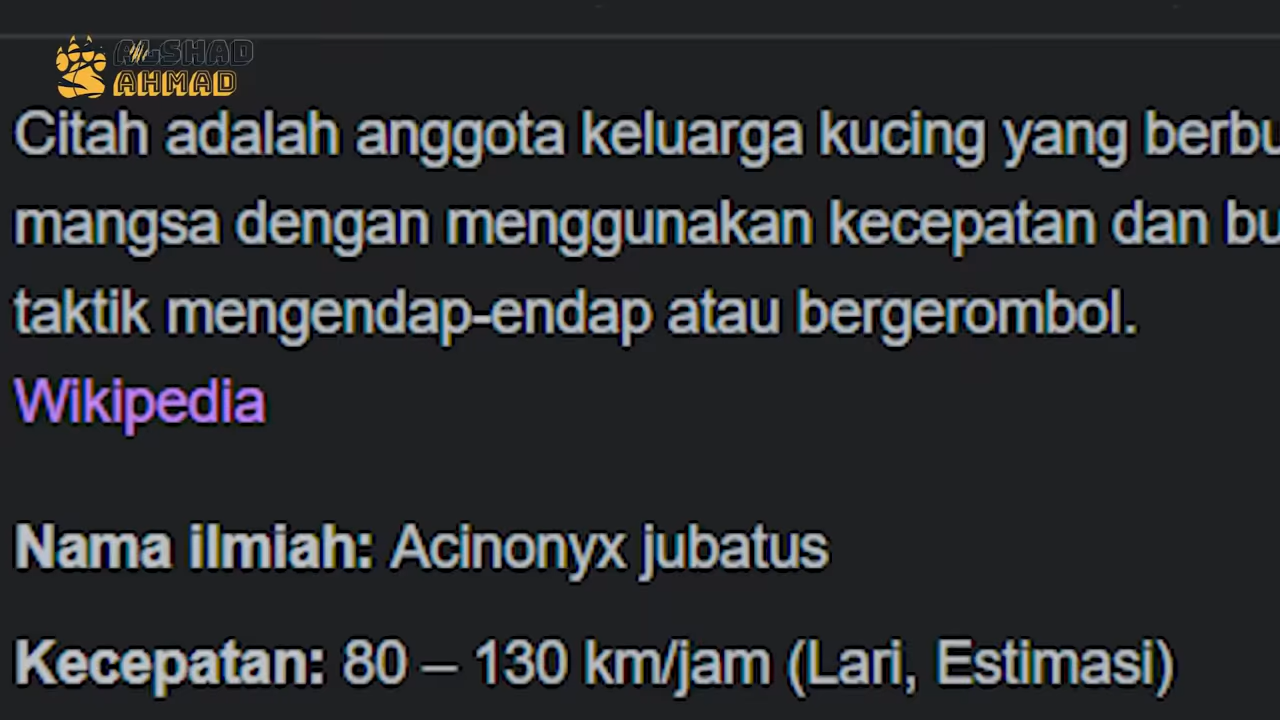 ALSHAD
AHMAD
Citah adalah anggota keluarga kucing yang
mangsa dengan menggunakan kecepatan dan
taktik mengendap-endap atau bergerombol.
Wikipedia
Nama ilmiah: Acinonyx jubatus
Kecepatan: 80 – 130 km/jam (Lari, Estimasi)